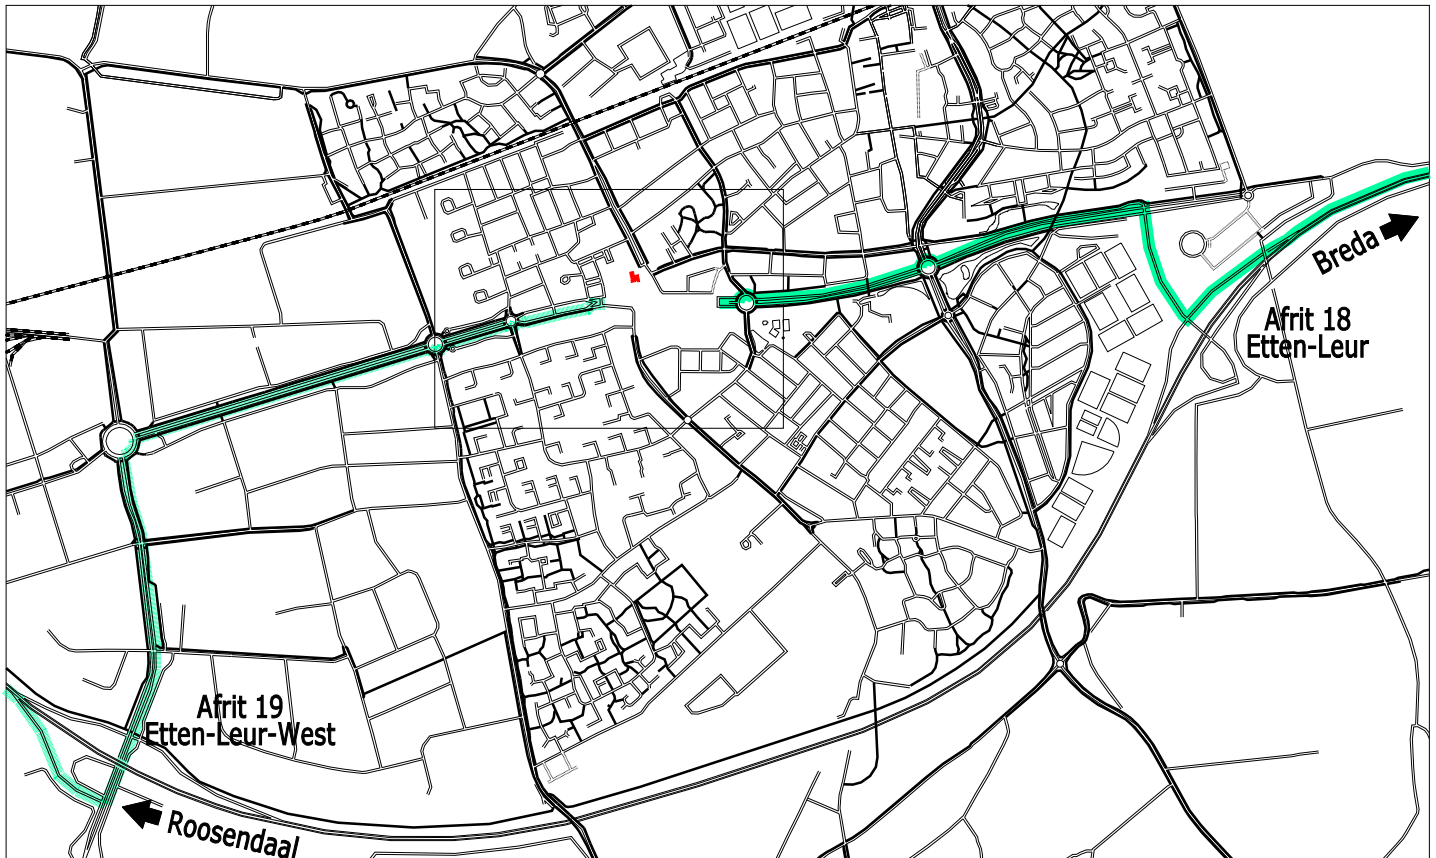 Breda
Afrit 18
Etten-Leur
Afrit 19
Etten-Leur-West
Roosendaal